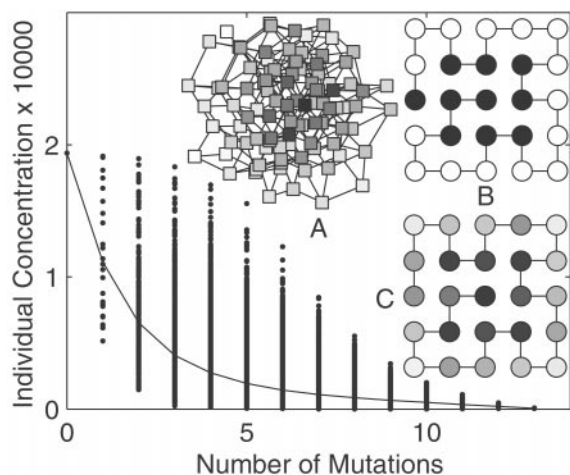 Individual Concentration x 10000
2
1
0
0
5
10
Number of Mutations
A
B
C